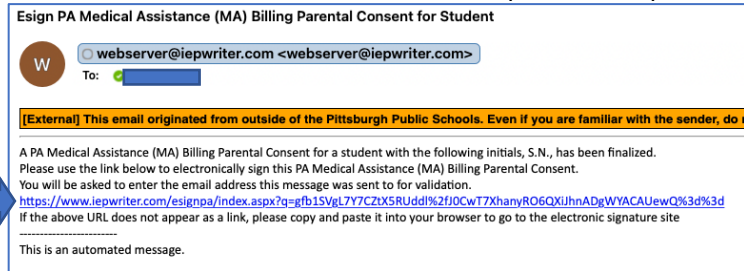 Esign PA Medical Assistance (MA) Billing Parental Consent for Student
W
webserver@iepwriter.com <webserver@iepwriter.com>
To:
[External] This email originated from outside of the Pittsburgh Public Schools. Even if you are familiar with the sender, do
A PA Medical Assistance (MA) Billing Parental Consent for a student with the following initials, S.N., has been finalized.
Please use the link below to electronically sign this PA Medical Assistance (MA) Billing Parental Consent.
You will be asked to enter the email address this message was sent to for validation.
https://www.iepwriter.com/esignpa/index.aspx?q=gfb1SVgL7Y7CZtX5RUddI%2fJ0CwT7XhanyRO6QXiJhnADgWYACAUewQ%3d%3d
If the above URL does not appear as a link, please copy and paste it into your browser to go to the electronic signature site
------------------------
This is an automated message.